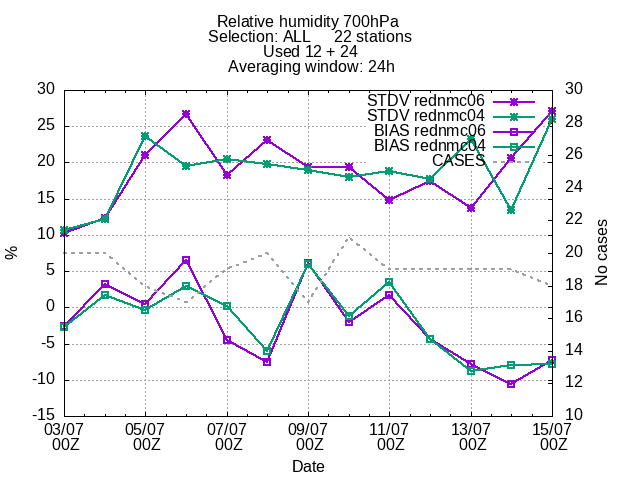 Relative humidity 700hPa
Selection: ALL 22 stations
Used 12 + 24
Averaging window: 24h
30
25
20
15
10
5
0
-5
-10
-15
%
STDV rednmc06
STDV rednmc04
BIAS rednmc06
BIAS rednmc04
CASES
30
28
26
24
22
20
18
16
14
12
10
No cases
03/07 05/07 07/07 09/07 11/07 13/07 15/07
00Z 00Z 00Z 00Z 00Z 00Z 00Z
Date